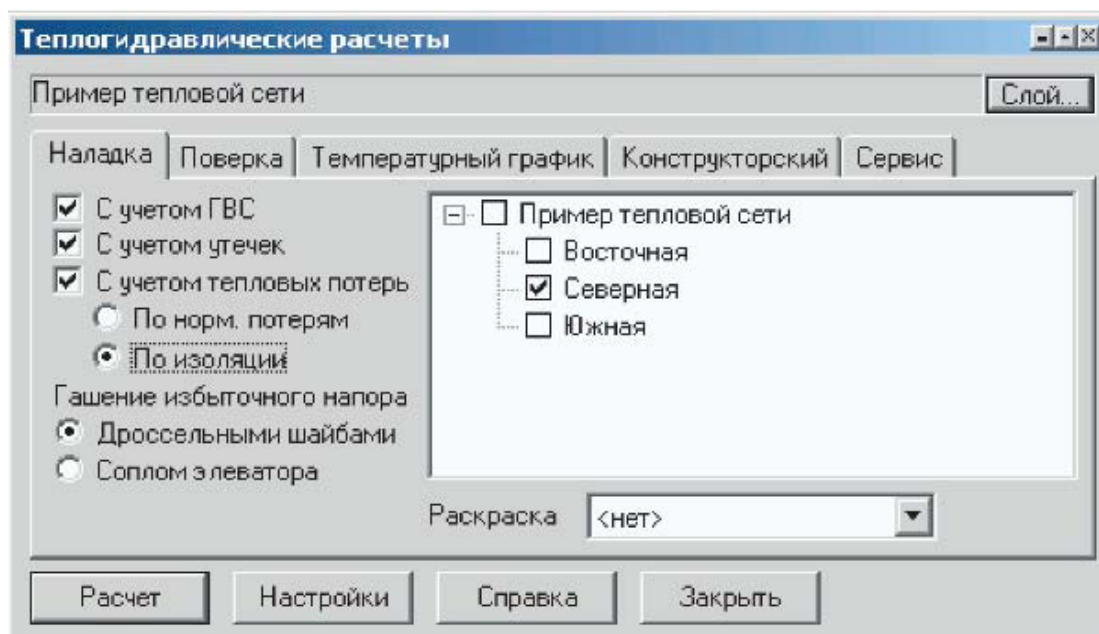 Теплогидравлические расчеты
Пример тепловой сети
Слой...
Наладка Поверка Температурный график Конструкторский Сервис
С учетом ГВС
С учетом утечек
С учетом тепловых потерь
По норм. потерям
По изоляции
Гашение избыточного напора
Дроссельными шайбами
Соплом элеватора
Пример тепловой сети
Восточная
Северная
Южная
Раскраска <нет>
Расчет Настройки Справка Закрыть